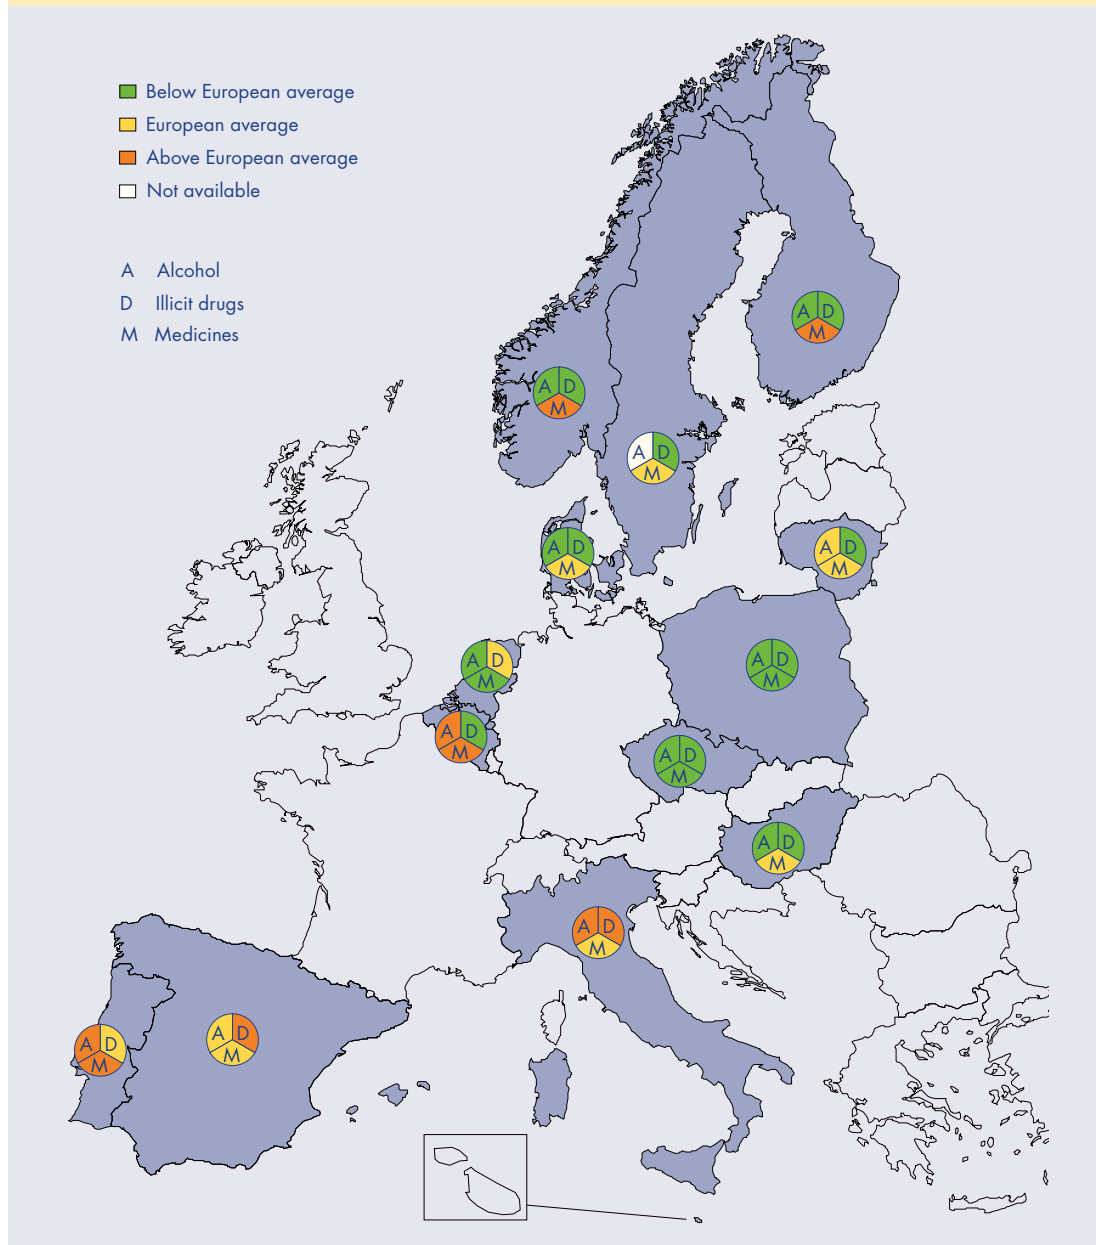 Below European average
European average
Above European average
Not available
A Alcohol
D Illicit drugs
M Medicines
A D
M
A D
M
A D
M
A D
M
A D
M
A D
M
A D
M
A D
M
A D
M
A D
M
A D
M
A D
M
A D
M